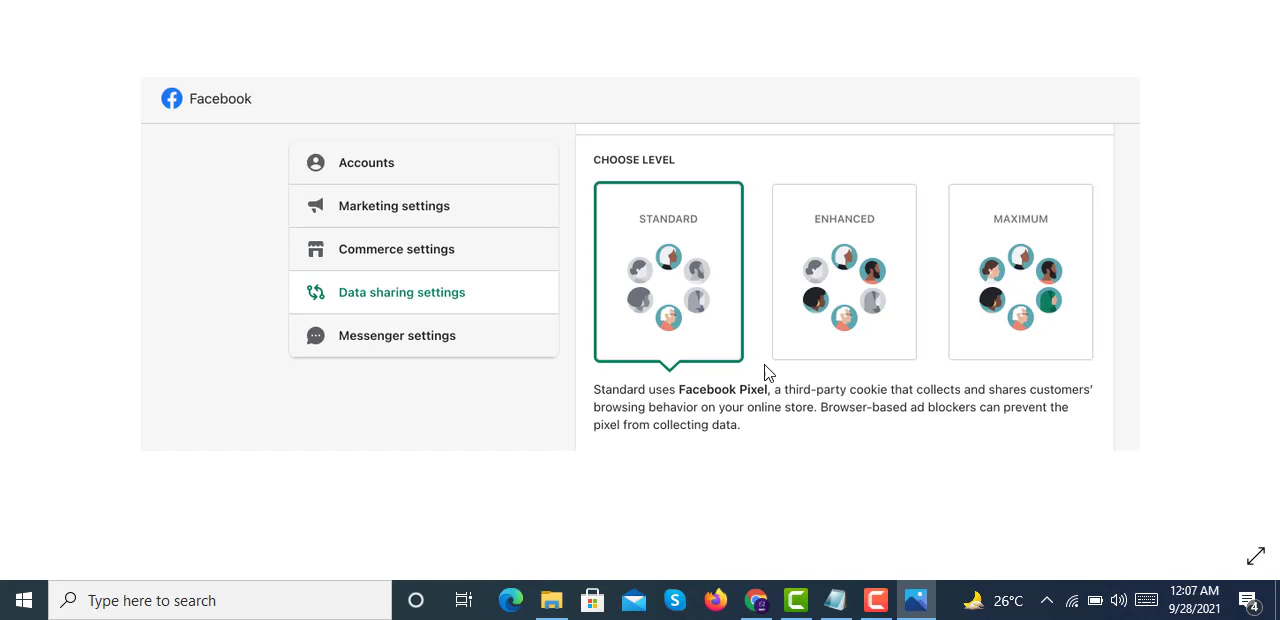 Facebook
Accounts
Marketing settings
Commerce settings
Data sharing settings
Messenger settings
CHOOSE LEVEL
STANDARD
ENHANCED
MAXIMUM
Standard uses Facebook Pixel, a third-party cookie that collects and shares customers’
browsing behavior on your online store. Browser-based ad blockers can prevent the
pixel from collecting data.
Type here to search
26°C
12:07 AM
9/28/2021
4